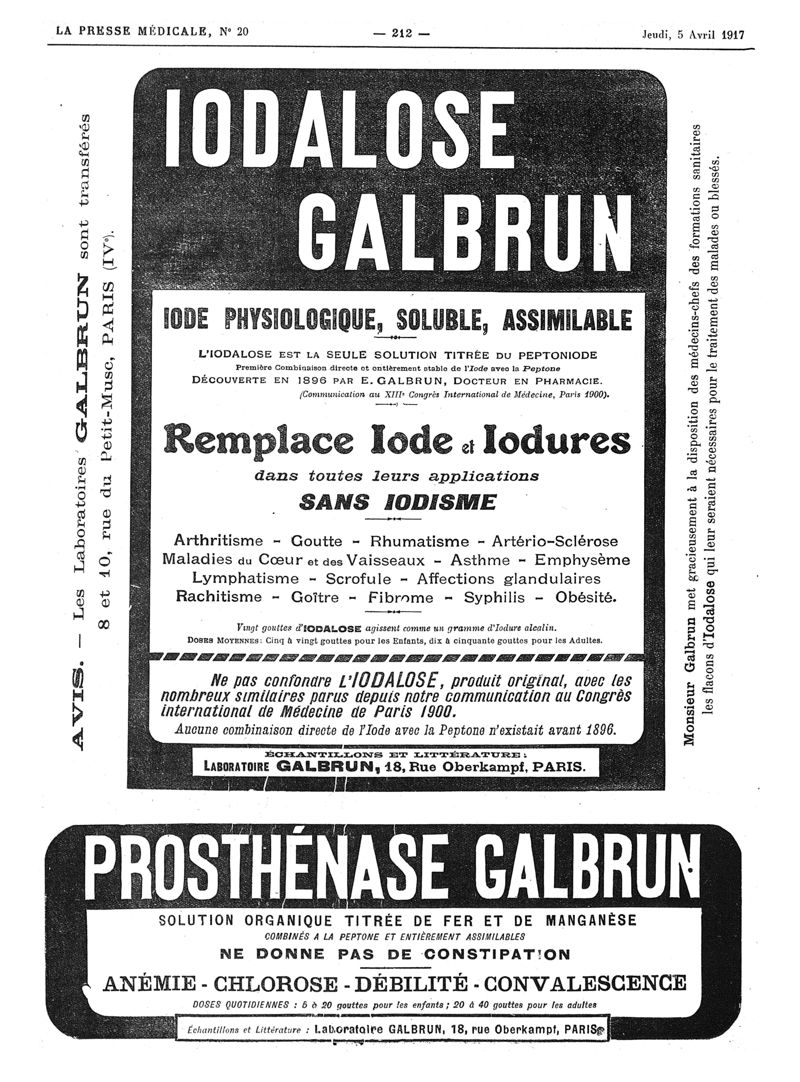 LA PRESSE MÉDICALE, N° 20
— 212 —
Jeudi, 5 Avril 1917
AVIS. — Les Laboratoires GALBRUN sont transférés
8 et 10, rue du Petit-Musc, PARIS (IVe).
IODALOSE
GALBRUN
IODE PHYSIOLOGIQUE, SOLUBLE, ASSIMILABLE
L'IODALOSE EST LA SEULE SOLUTION TITRÉE DU PEPTONIODE
Première Combinaison directe et entièrement stable de l'Iode avec la Peptone
DÉCOUVERTE EN 1896 PAR E. GALBRUN, DOCTEUR EN PHARMACIE.
(Communication au XIIIe Congrès International de Médecine, Paris 1900).
Remplace Iode et Iodures
dans toutes leurs applications
SANS IODISME
Arthritisme - Goutte - Rhumatisme - Artério-Sclérose
Maladies du Cœur et des Vaisseaux - Asthme - Emphysème
Lymphatisme - Scrofule - Affections glandulaires
Rachitisme - Goître - Fibrome - Syphilis - Obésité.
Vingt gouttes d'IODALOSE agissent comme un gramme d'Iodure alcalin.
DOSES MOYENNES: Cinq à vingt gouttes pour les Enfants, dix à cinquante gouttes pour les Adultes.
Ne pas confondre L'IODALOSE, produit original, avec les
nombreux similaires parus depuis notre communication au Congrès
international de Médecine de Paris 1900.
Aucune combinaison directe de l'Iode avec la Peptone n'existait avant 1896.
ÉCHANTILLONS ET LITTÉRATURE:
LABORATOIRE GALBRUN, 18, Rue Oberkampf, PARIS.
Monsieur Galbrun met gracieusement à la disposition des médecins-chefs des formations sanitaires
les flacons d'Iodalose qui leur seraient nécessaires pour le traitement des malades ou blessés.
PROSTHÉNASE GALBRUN
SOLUTION ORGANIQUE TITRÉE DE FER ET DE MANGANÈSE
COMBINÉS A LA PEPTONE ET ENTIÈREMENT ASSIMILABLES
NE DONNE PAS DE CONSTIPATION
ANÉMIE - CHLOROSE - DÉBILITÉ - CONVALESCENCE
DOSES QUOTIDIENNES : 5 à 20 gouttes pour les enfants ; 20 à 40 gouttes pour les adultes
Échantillons et Littérature : Laboratoire GALBRUN, 18, rue Oberkampf, PARIS